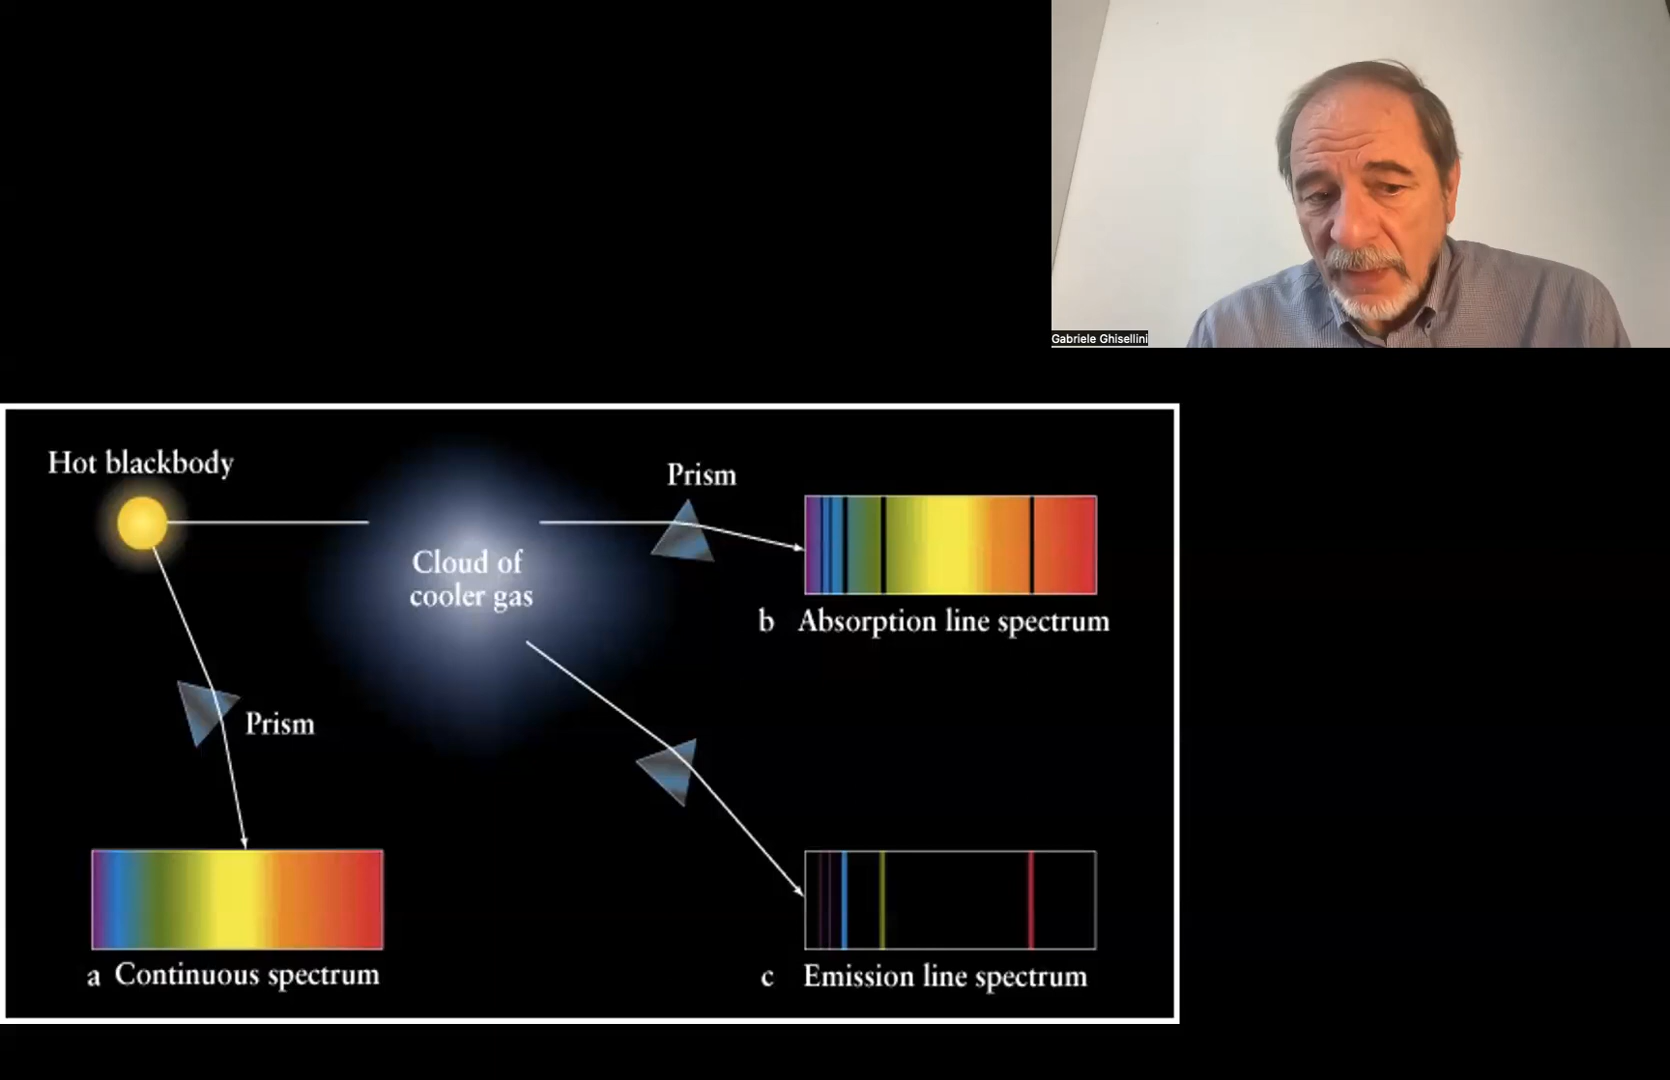 Gabriele Ghisellini
Hot blackbody
Prism
Cloud of
cooler gas
b Absorption line spectrum
Prism
a Continuous spectrum
c Emission line spectrum